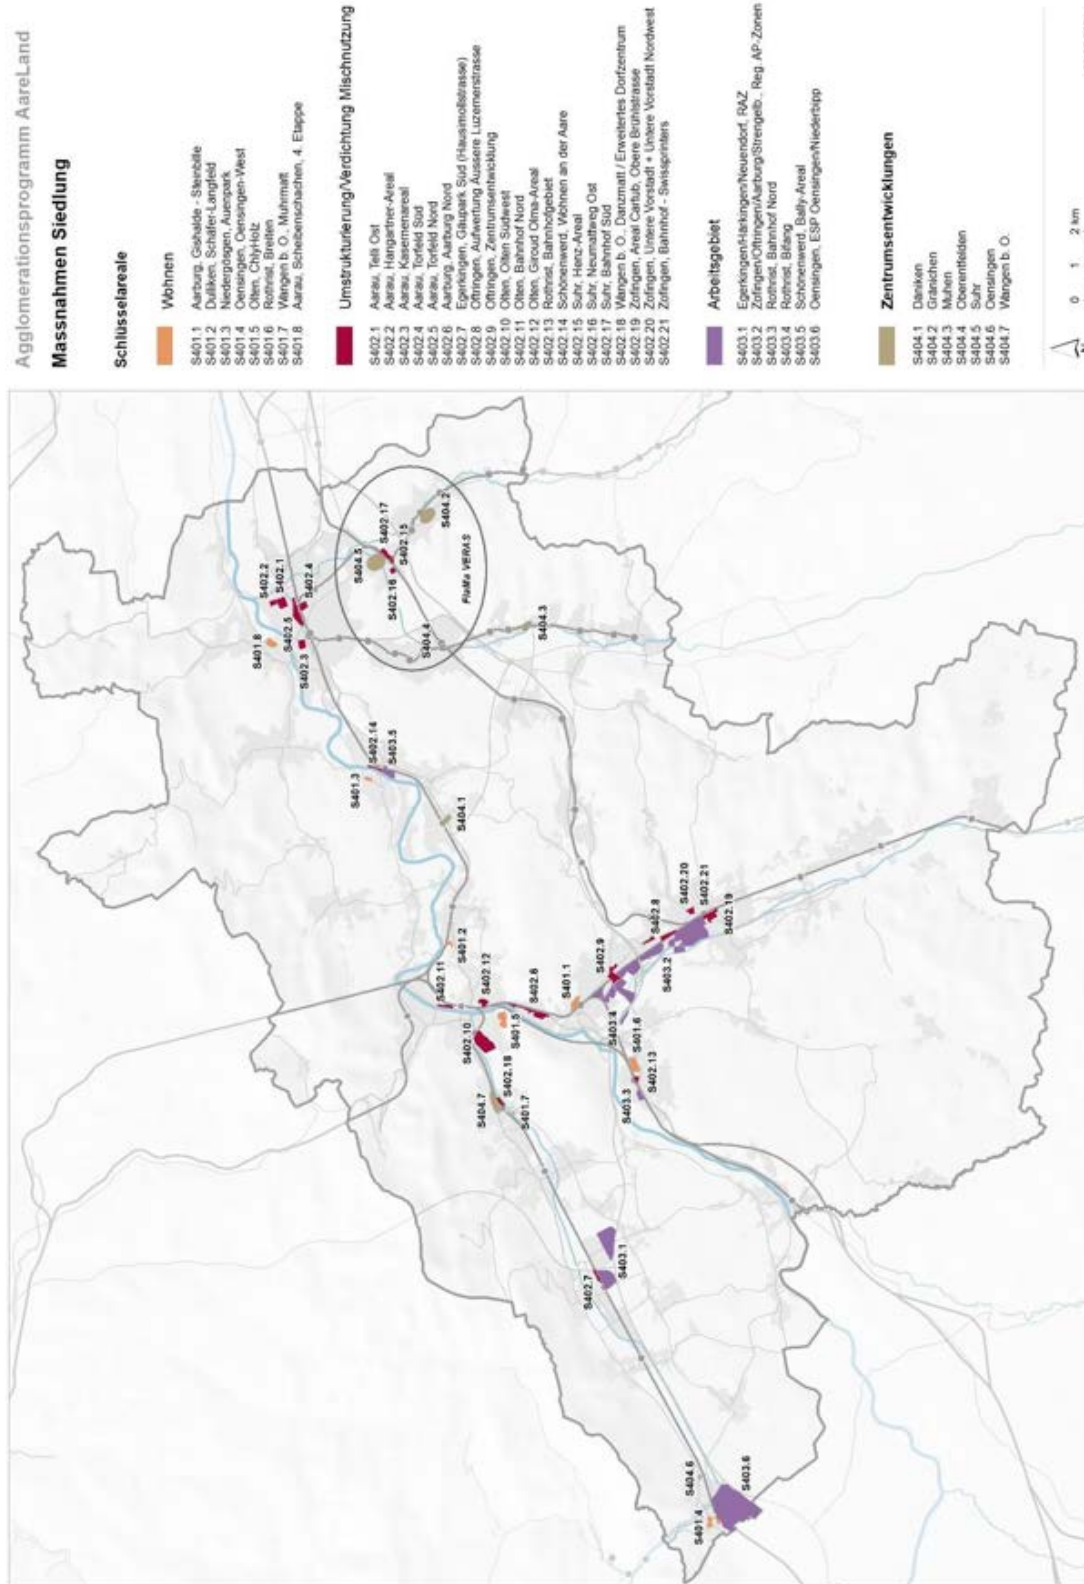 Agglomerationsprogramm AareLand
Massnahmen Siedlung
Schlüsselareale
Wohnen
S401.1 Aarburg, Gishalde - Steinbille
S401.2 Dulliken, Schäfer-Langfeld
S401.3 Niedergösgen, Auenpark
S401.4 Oensingen, Oensingen-West
S401.5 Olten, ChlyHolz
S401.6 Rothrist, Breiten
S401.7 Wangen b. O., Muhrmatt
S401.8 Aarau, Scheibenschachen, 4. Etappe
Umstrukturierung/Verdichtung Mischnutzung
S402.1 Aarau, Telli Ost
S402.2 Aarau, Hangartner-Areal
S402.3 Aarau, Kasernenareal
S402.4 Aarau, Torfeld Süd
S402.5 Aarau, Torfeld Nord
S402.6 Aarburg, Aarburg Nord
S402.7 Egerkingen, Gäupark Süd (Hausimollstrasse)
S402.8 Oftringen, Aufwertung Äussere Luzernerstrasse
S402.9 Oftringen, Zentrumsentwicklung
S402.10 Olten, Olten Südwest
S402.11 Olten, Bahnhof Nord
S402.12 Olten, Giroud Olma-Areal
S402.13 Rothrist, Bahnhofgebiet
S402.14 Schönenwerd, Wohnen an der Aare
S402.15 Suhr, Henz-Areal
S402.16 Suhr, Neumattweg Ost
S402.17 Suhr, Bahnhof Süd
S402.18 Wangen b. O., Danzmatt / Erweitertes Dorfzentrum
S402.19 Zofingen, Areal Cartub, Obere Brühlstrasse
S402.20 Zofingen, Untere Vorstadt + Untere Vorstadt Nordwest
S402.21 Zofingen, Bahnhof - Swissprinters
Arbeitsgebiet
S403.1 Egerkingen/Härkingen/Neuendorf, RAZ
S403.2 Zofingen/Oftringen/Aarburg/Strengelb., Reg. AP-Zonen
S403.3 Rothrist, Bahnhof Nord
S403.4 Rothrist, Bifang
S403.5 Schönenwerd, Bally-Areal
S403.6 Oensingen, ESP Oensingen/Niederbipp
Zentrumsentwicklungen
S404.1 Däniken
S404.2 Gränichen
S404.3 Muhen
S404.4 Oberentfelden
S404.5 Suhr
S404.6 Oensingen
S404.7 Wangen b. O.
N
0 1 2 km
S401.8
S402.2
S402.1
S402.5
S402.4
S402.3
S404.5
S402.17
S402.15
S402.16
S404.2
FlaMa VERAS
S404.4
S404.3
S402.14
S403.5
S401.3
S404.1
S401.2
S402.11
S402.12
S402.10
S401.5
S402.6
S401.1
S402.18
S404.7
S401.7
S402.9
S402.8
S402.20
S402.21
S402.19
S403.2
S403.4
S401.6
S402.13
S403.3
S402.7
S403.1
S404.6
S403.6
S401.4